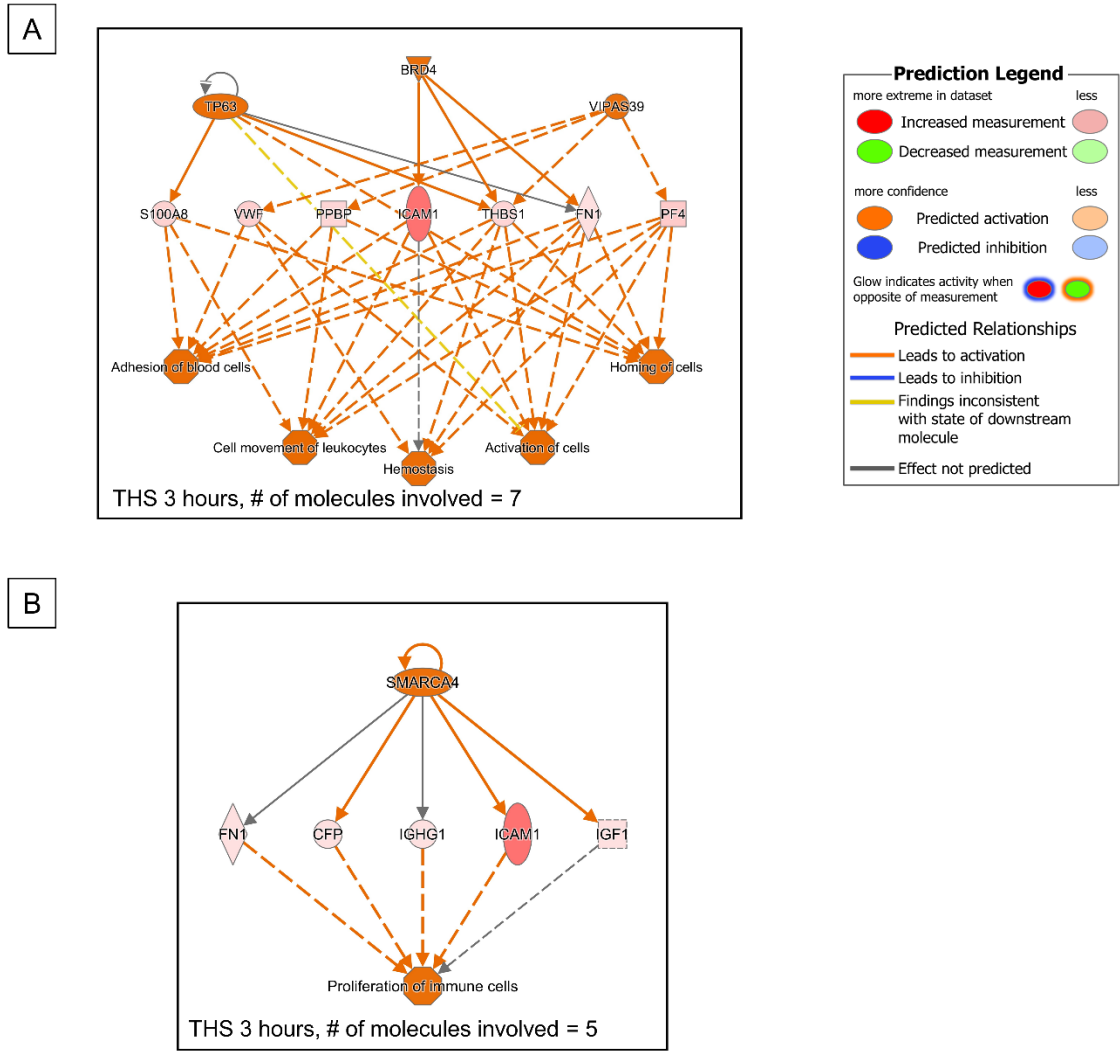 A
BRD4
TP63
VIPAS39
S100A8
VWF
PPBP
ICAM1
THBS1
FN1
PF4
Adhesion of blood cells
Homing of cells
Cell movement of leukocytes
Activation of cells
Hemostasis
THS 3 hours, # of molecules involved = 7
Prediction Legend
more extreme in dataset less
Increased measurement
Decreased measurement
more confidence less
Predicted activation
Predicted inhibition
Glow indicates activity when
opposite of measurement
Predicted Relationships
Leads to activation
Leads to inhibition
Findings inconsistent
with state of downstream
molecule
Effect not predicted
B
SMARCA4
FN1
CFP
IGHG1
ICAM1
IGF1
Proliferation of immune cells
THS 3 hours, # of molecules involved = 5